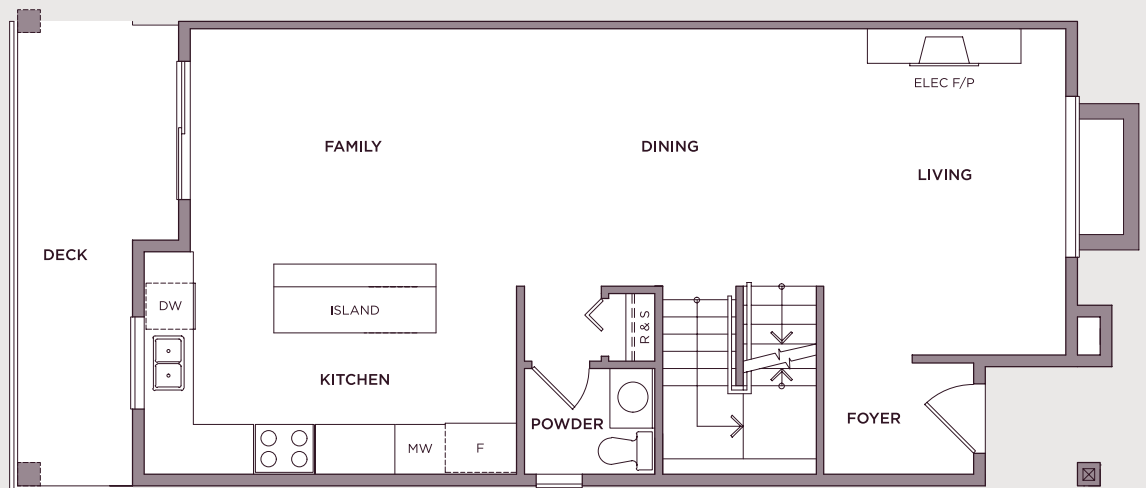 ELEC F/P
FAMILY
DINING
LIVING
DECK
DW
ISLAND
R & S
KITCHEN
POWDER
FOYER
MW
F